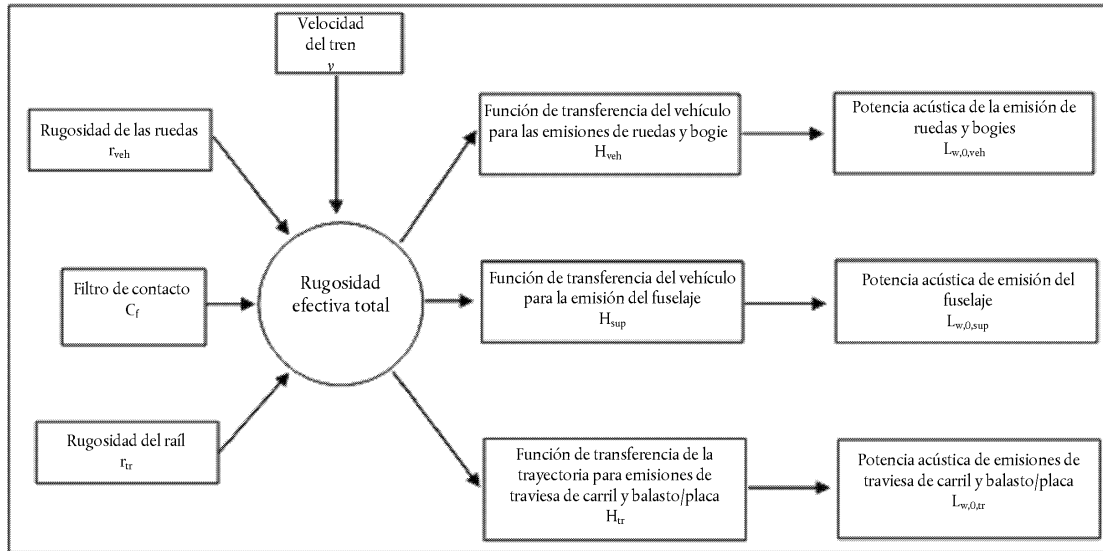 Velocidad
del tren
v
Rugosidad de las ruedas
r_veh
Filtro de contacto
C_f
Rugosidad del raíl
r_tr
Rugosidad
efectiva total
Función de transferencia del vehículo
para las emisiones de ruedas y bogie
H_veh
Potencia acústica de la emisión de
ruedas y bogies
L_w,0,veh
Función de transferencia del vehículo
para la emisión del fuselaje
H_sup
Potencia acústica de emisión del
fuselaje
L_w,0,sup
Función de transferencia de la
trayectoria para emisiones de
traviesa de carril y balasto/placa
H_tr
Potencia acústica de emisiones de
traviesa de carril y balasto/placa
L_w,0,tr